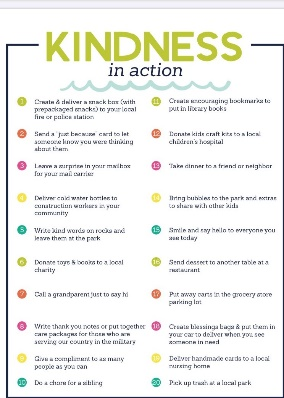 KINDNESS
in action
1 Create & deliver a snack box (with
prepackaged snacks) to your local
fire or police station
2 Send a "just because" card to let
someone know you were thinking
about them
3 Leave a surprise in your mailbox
for your mail carrier
4 Deliver cold water bottles to
construction workers in your
community
5 Write kind words on rocks and
leave them at the park
6 Donate toys & books to a local
charity
7 Call a grandparent just to say hi
8 Write thank you notes or put together
care packages for those who are
serving our country in the military
9 Give a compliment to as many
people as you can
10 Do a chore for a sibling
11 Create encouraging bookmarks to
put in library books
12 Donate kids craft kits to a local
children's hospital
13 Take dinner to a friend or neighbor
14 Bring bubbles to the park and extras
to share with other kids
15 Smile and say hello to everyone you
see today
16 Send dessert to another table at a
restaurant
17 Put away carts in the grocery store
parking lot
18 Create blessings bags & put them in
your car to deliver when you see
someone in need
19 Deliver handmade cards to a local
nursing home
20 Pick up trash at a local park